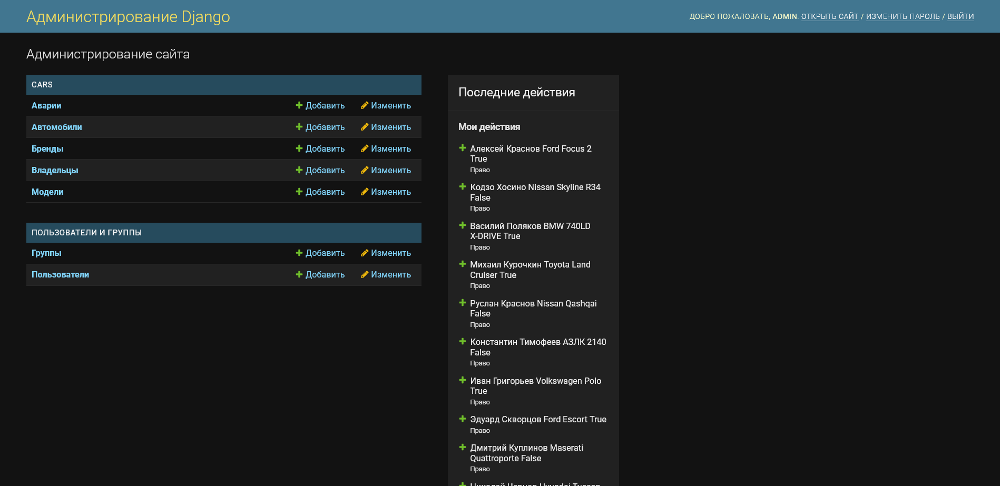 Администрирование Django
ДОБРО ПОЖАЛОВАТЬ, ADMIN. ОТКРЫТЬ САЙТ / ИЗМЕНИТЬ ПАРОЛЬ / ВЫЙТИ
Администрирование сайта
CARS
Аварии Добавить Изменить
Автомобили Добавить Изменить
Бренды Добавить Изменить
Владельцы Добавить Изменить
Модели Добавить Изменить
ПОЛЬЗОВАТЕЛИ И ГРУППЫ
Группы Добавить Изменить
Пользователи Добавить Изменить
Последние действия
Мои действия
Алексей Краснов Ford Focus 2
True
Право
Кодзо Хосино Nissan Skyline R34
False
Право
Василий Поляков BMW 740LD
X-DRIVE True
Право
Михаил Курочкин Toyota Land
Cruiser True
Право
Руслан Краснов Nissan Qashqai
False
Право
Константин Тимофеев АЗЛК 2140
False
Право
Иван Григорьев Volkswagen Polo
True
Право
Эдуард Скворцов Ford Escort True
Право
Дмитрий Куплинов Maserati
Quattroporte False
Право